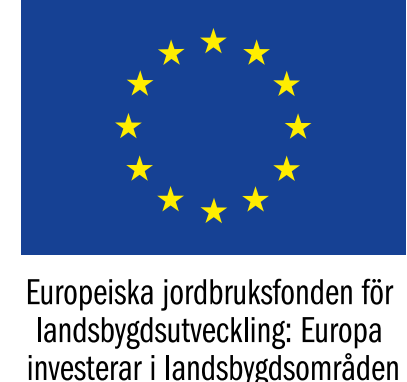 Europeiska jordbruksfonden för
landsbygdsutveckling: Europa
investerar i landsbygdsområden